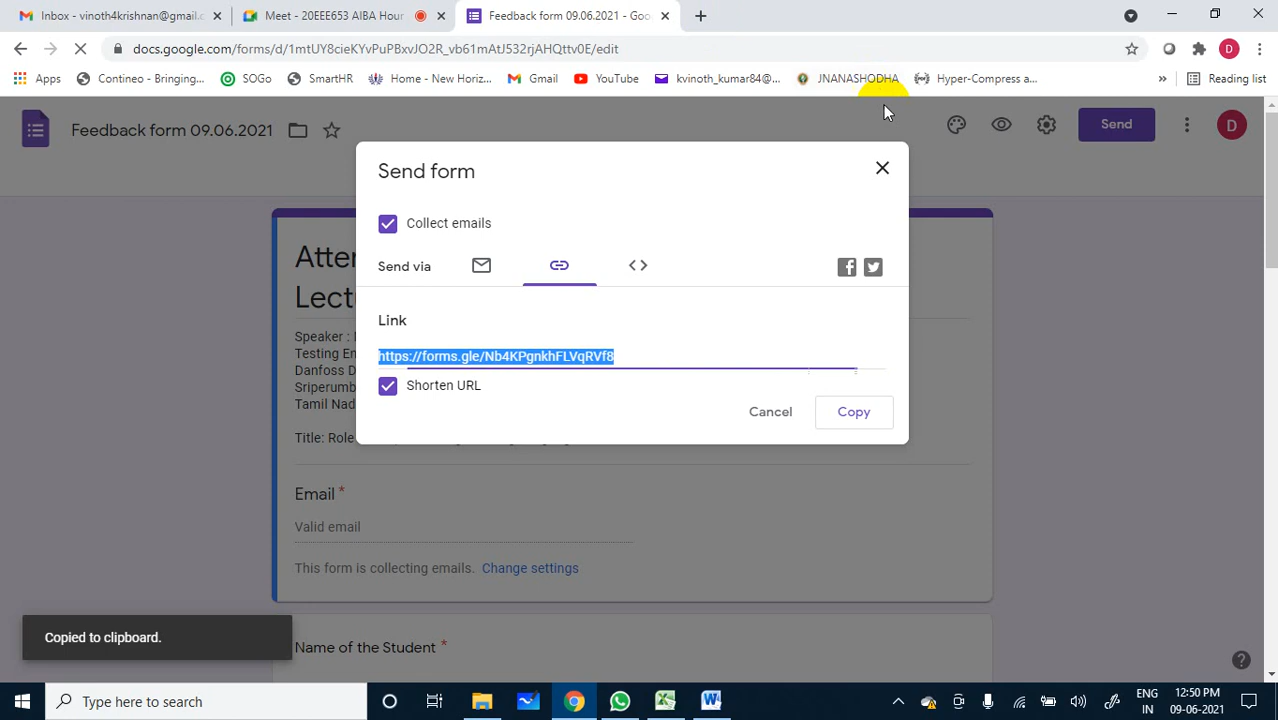 Inbox - vinoth4krishnan@gmail.c
Meet - 20EEE653 AIBA Hour
Feedback form 09.06.2021 - Goo
docs.google.com/forms/d/1mtUY8cieKYvPuPBxvJO2R_vb61mAtJ532rjAHQttv0E/edit
Apps
Contineo - Bringing...
SOGo
SmartHR
Home - New Horiz...
Gmail
YouTube
kvinoth_kumar84@...
JNANASHODHA
Hyper-Compress a...
»
Reading list
D
Feedback form 09.06.2021
Send
D
Send form
Collect emails
Send via
Link
https://forms.gle/Nb4KPgnkhFLVqRVf8
Shorten URL
Cancel
Copy
Speaker :
Testing En
Danfoss
Sriperumb
Tamil Nad
Title: Role
Email *
Valid email
This form is collecting emails. Change settings
Copied to clipboard.
Name of the Student *
Type here to search
ENG
IN
12:50 PM
09-06-2021